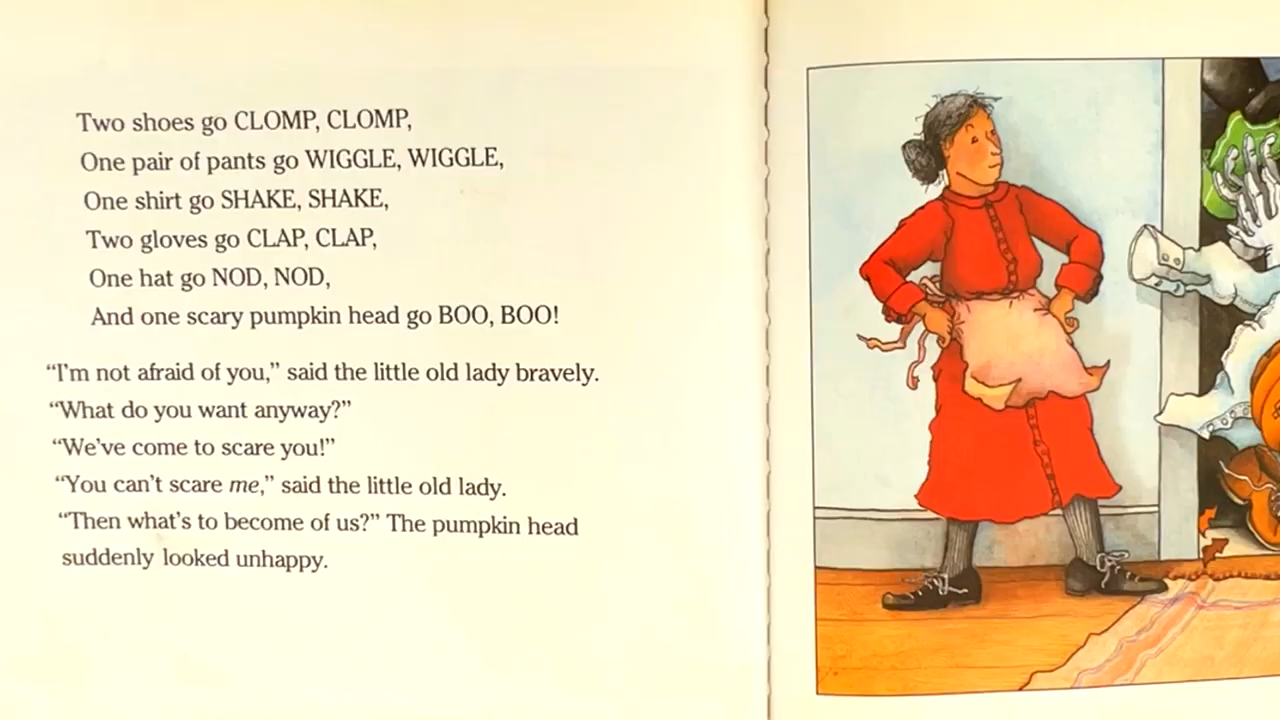 Two shoes go CLOMP, CLOMP,
One pair of pants go WIGGLE, WIGGLE,
One shirt go SHAKE, SHAKE,
Two gloves go CLAP, CLAP,
One hat go NOD, NOD,
And one scary pumpkin head go BOO, BOO!
“I'm not afraid of you,” said the little old lady bravely.
“What do you want anyway?”
“We've come to scare you!”
“You can't scare me,” said the little old lady.
“Then what's to become of us?” The pumpkin head
suddenly looked unhappy.